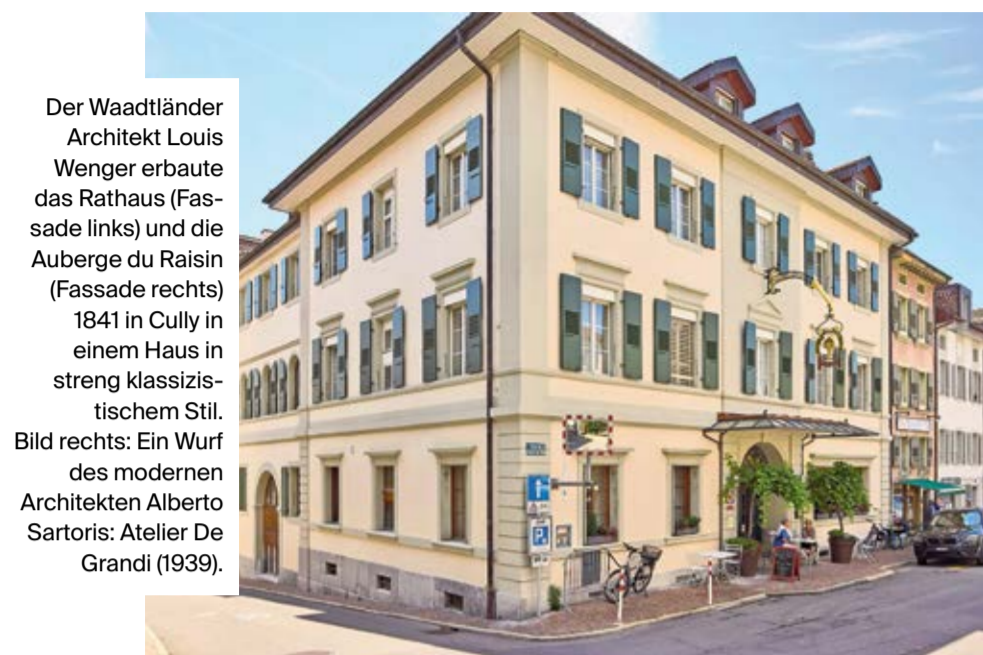 Der Waadtländer
Architekt Louis
Wenger erbaute
das Rathaus (Fas-
sade links) und die
Auberge du Raisin
(Fassade rechts)
1841 in Cully in
einem Haus in
streng klassizis-
tischem Stil.
Bild rechts: Ein Wurf
des modernen
Architekten Alberto
Sartoris: Atelier De
Grandi (1939).
P